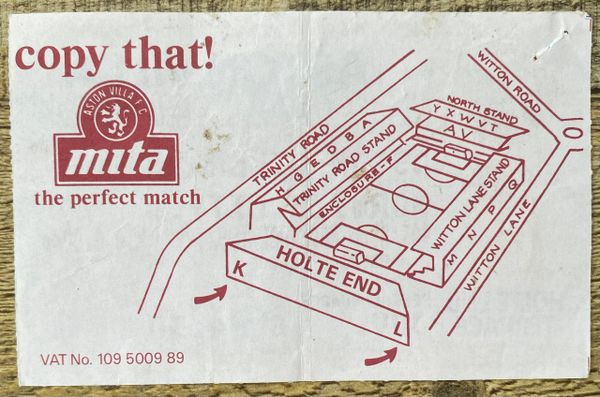 copy that!
ASTON VILLA F.C
mita
the perfect match
WITTON ROAD
NORTH STAND
Y X W V T
A V
TRINITY ROAD
H G E D B A
TRINITY ROAD STAND
ENCLOSURE - F
WITTON LANE STAND
M N P Q
WITTON LANE
HOLTE END
K
L
VAT No. 109 5009 89